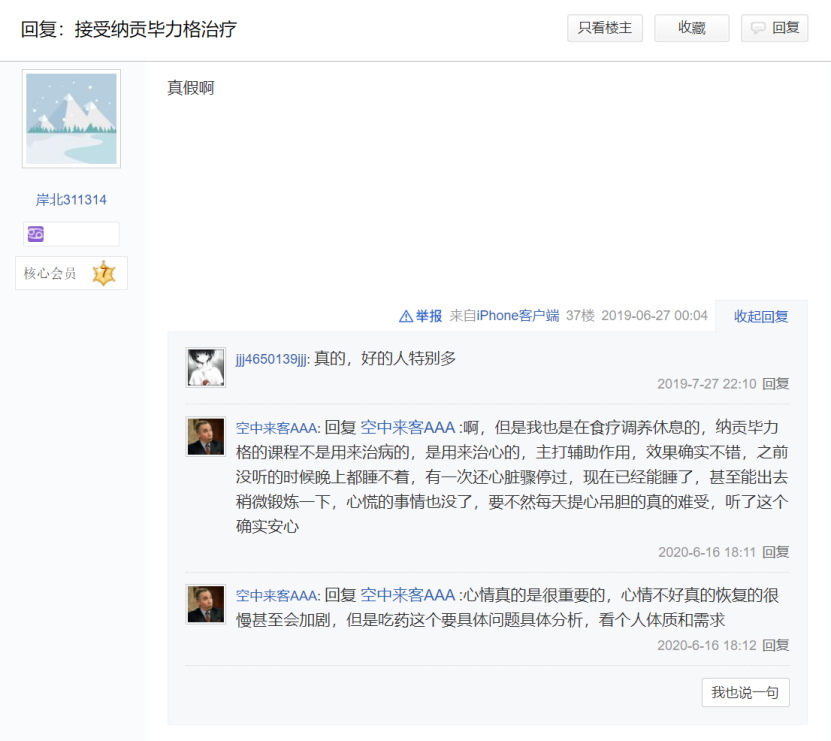 回复：接受纳贡毕力格治疗
只看楼主
收藏
回复
真假啊
岸北311314
核心会员
7
举报 来自iPhone客户端 37楼 2019-06-27 00:04 收起回复
jjj4650139jjj: 真的，好的人特别多
2019-7-27 22:10 回复
空中来客AAA: 回复 空中来客AAA :啊，但是我也是在食疗调养休息的，纳贡毕力
格的课程不是用来治病的，是用来治心的，主打辅助作用，效果确实不错，之前
没听的时候晚上都睡不着，有一次还心脏骤停过，现在已经能睡了，甚至能出去
稍微锻炼一下，心慌的事情也没了，要不然每天提心吊胆的真的难受，听了这个
确实安心
2020-6-16 18:11 回复
空中来客AAA: 回复 空中来客AAA :心情真的是很重要的，心情不好真的恢复的很
慢甚至会加剧，但是吃药这个要具体问题具体分析，看个人体质和需求
2020-6-16 18:12 回复
我也说一句